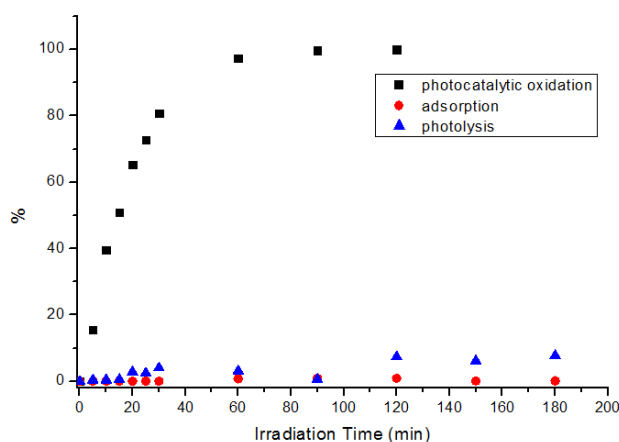 %
100
80
60
40
20
0
photocatalytic oxidation
adsorption
photolysis
0 20 40 60 80 100 120 140 160 180 200
Irradiation Time (min)